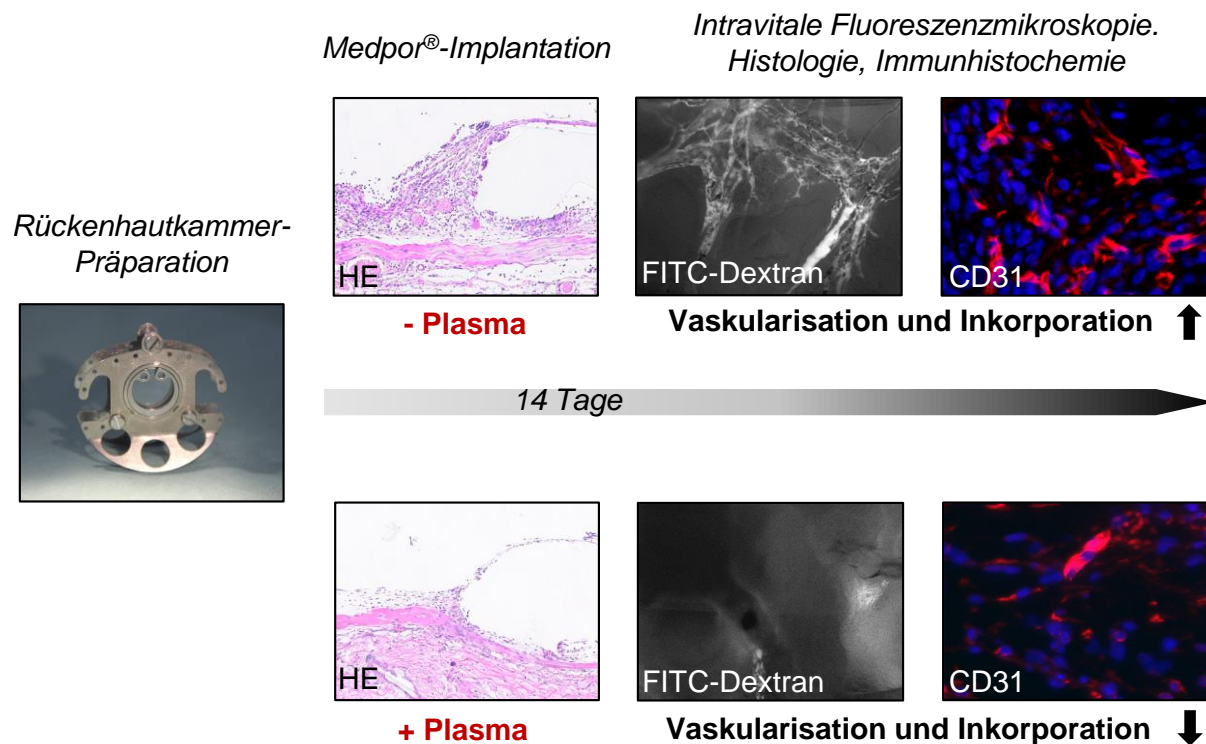 Medpor®-Implantation
Intravitale Fluoreszenzmikroskopie.
Histologie, Immunhistochemie
Rückenhautkammer-
Präparation
HE
FITC-Dextran
CD31
- Plasma
Vaskularisation und Inkorporation
14 Tage
HE
FITC-Dextran
CD31
+ Plasma
Vaskularisation und Inkorporation